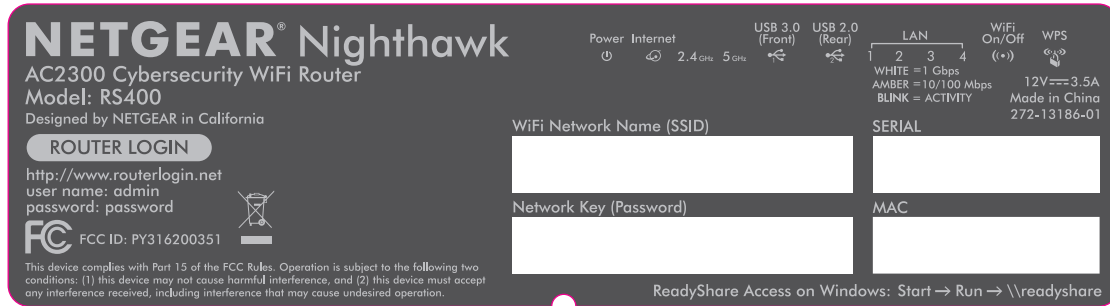 NETGEAR® Nighthawk
AC2300 Cybersecurity WiFi Router
Model: RS400
Designed by NETGEAR in California
ROUTER LOGIN
http://www.routerlogin.net
user name: admin
password: password
FC FCC ID: PY316200351
This device complies with Part 15 of the FCC Rules. Operation is subject to the following two
conditions: (1) this device may not cause harmful interference, and (2) this device must accept
any interference received, including interference that may cause undesired operation.
Power Internet 2.4 GHz 5 GHz
USB 3.0
(Front)
USB 2.0
(Rear)
LAN
1 2 3 4
WHITE =1 Gbps
AMBER =10/100 Mbps
BLINK = ACTIVITY
WiFi
On/Off
WPS
12V⎓3.5A
Made in China
272-13186-01
WiFi Network Name (SSID)
SERIAL
Network Key (Password)
MAC
ReadyShare Access on Windows: Start → Run → \\readyshare